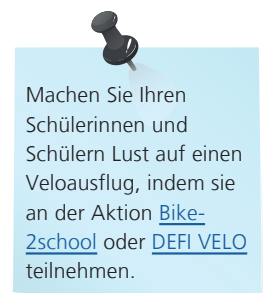 Machen Sie Ihren
Schülerinnen und
Schülern Lust auf einen
Veloausflug, indem sie
an der Aktion Bike-
2school oder DEFI VELO
teilnehmen.